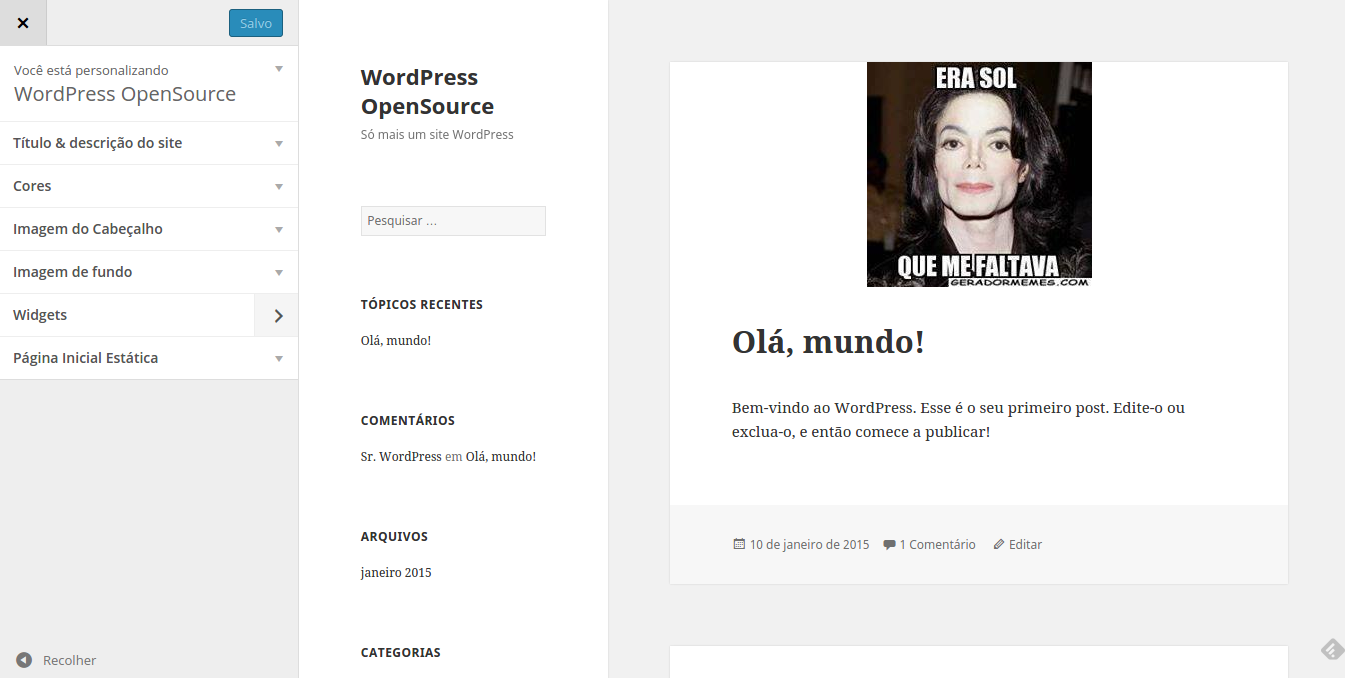 Salvo
Você está personalizando
WordPress OpenSource
Título & descrição do site
Cores
Imagem do Cabeçalho
Imagem de fundo
Widgets
Página Inicial Estática
Recolher
WordPress
OpenSource
Só mais um site WordPress
Pesquisar …
TÓPICOS RECENTES
Olá, mundo!
COMENTÁRIOS
Sr. WordPress em Olá, mundo!
ARQUIVOS
janeiro 2015
CATEGORIAS
ERA SOL
QUE ME FALTAVA
GERADORMEMES.COM
Olá, mundo!
Bem-vindo ao WordPress. Esse é o seu primeiro post. Edite-o ou
exclua-o, e então comece a publicar!
10 de janeiro de 2015 1 Comentário Editar